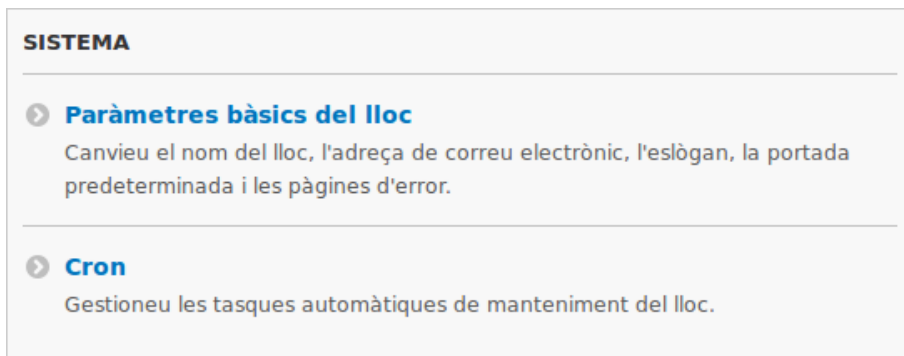 SISTEMA
Paràmetres bàsics del lloc
Canvieu el nom del lloc, l'adreça de correu electrònic, l'eslògan, la portada
predeterminada i les pàgines d'error.
Cron
Gestioneu les tasques automàtiques de manteniment del lloc.